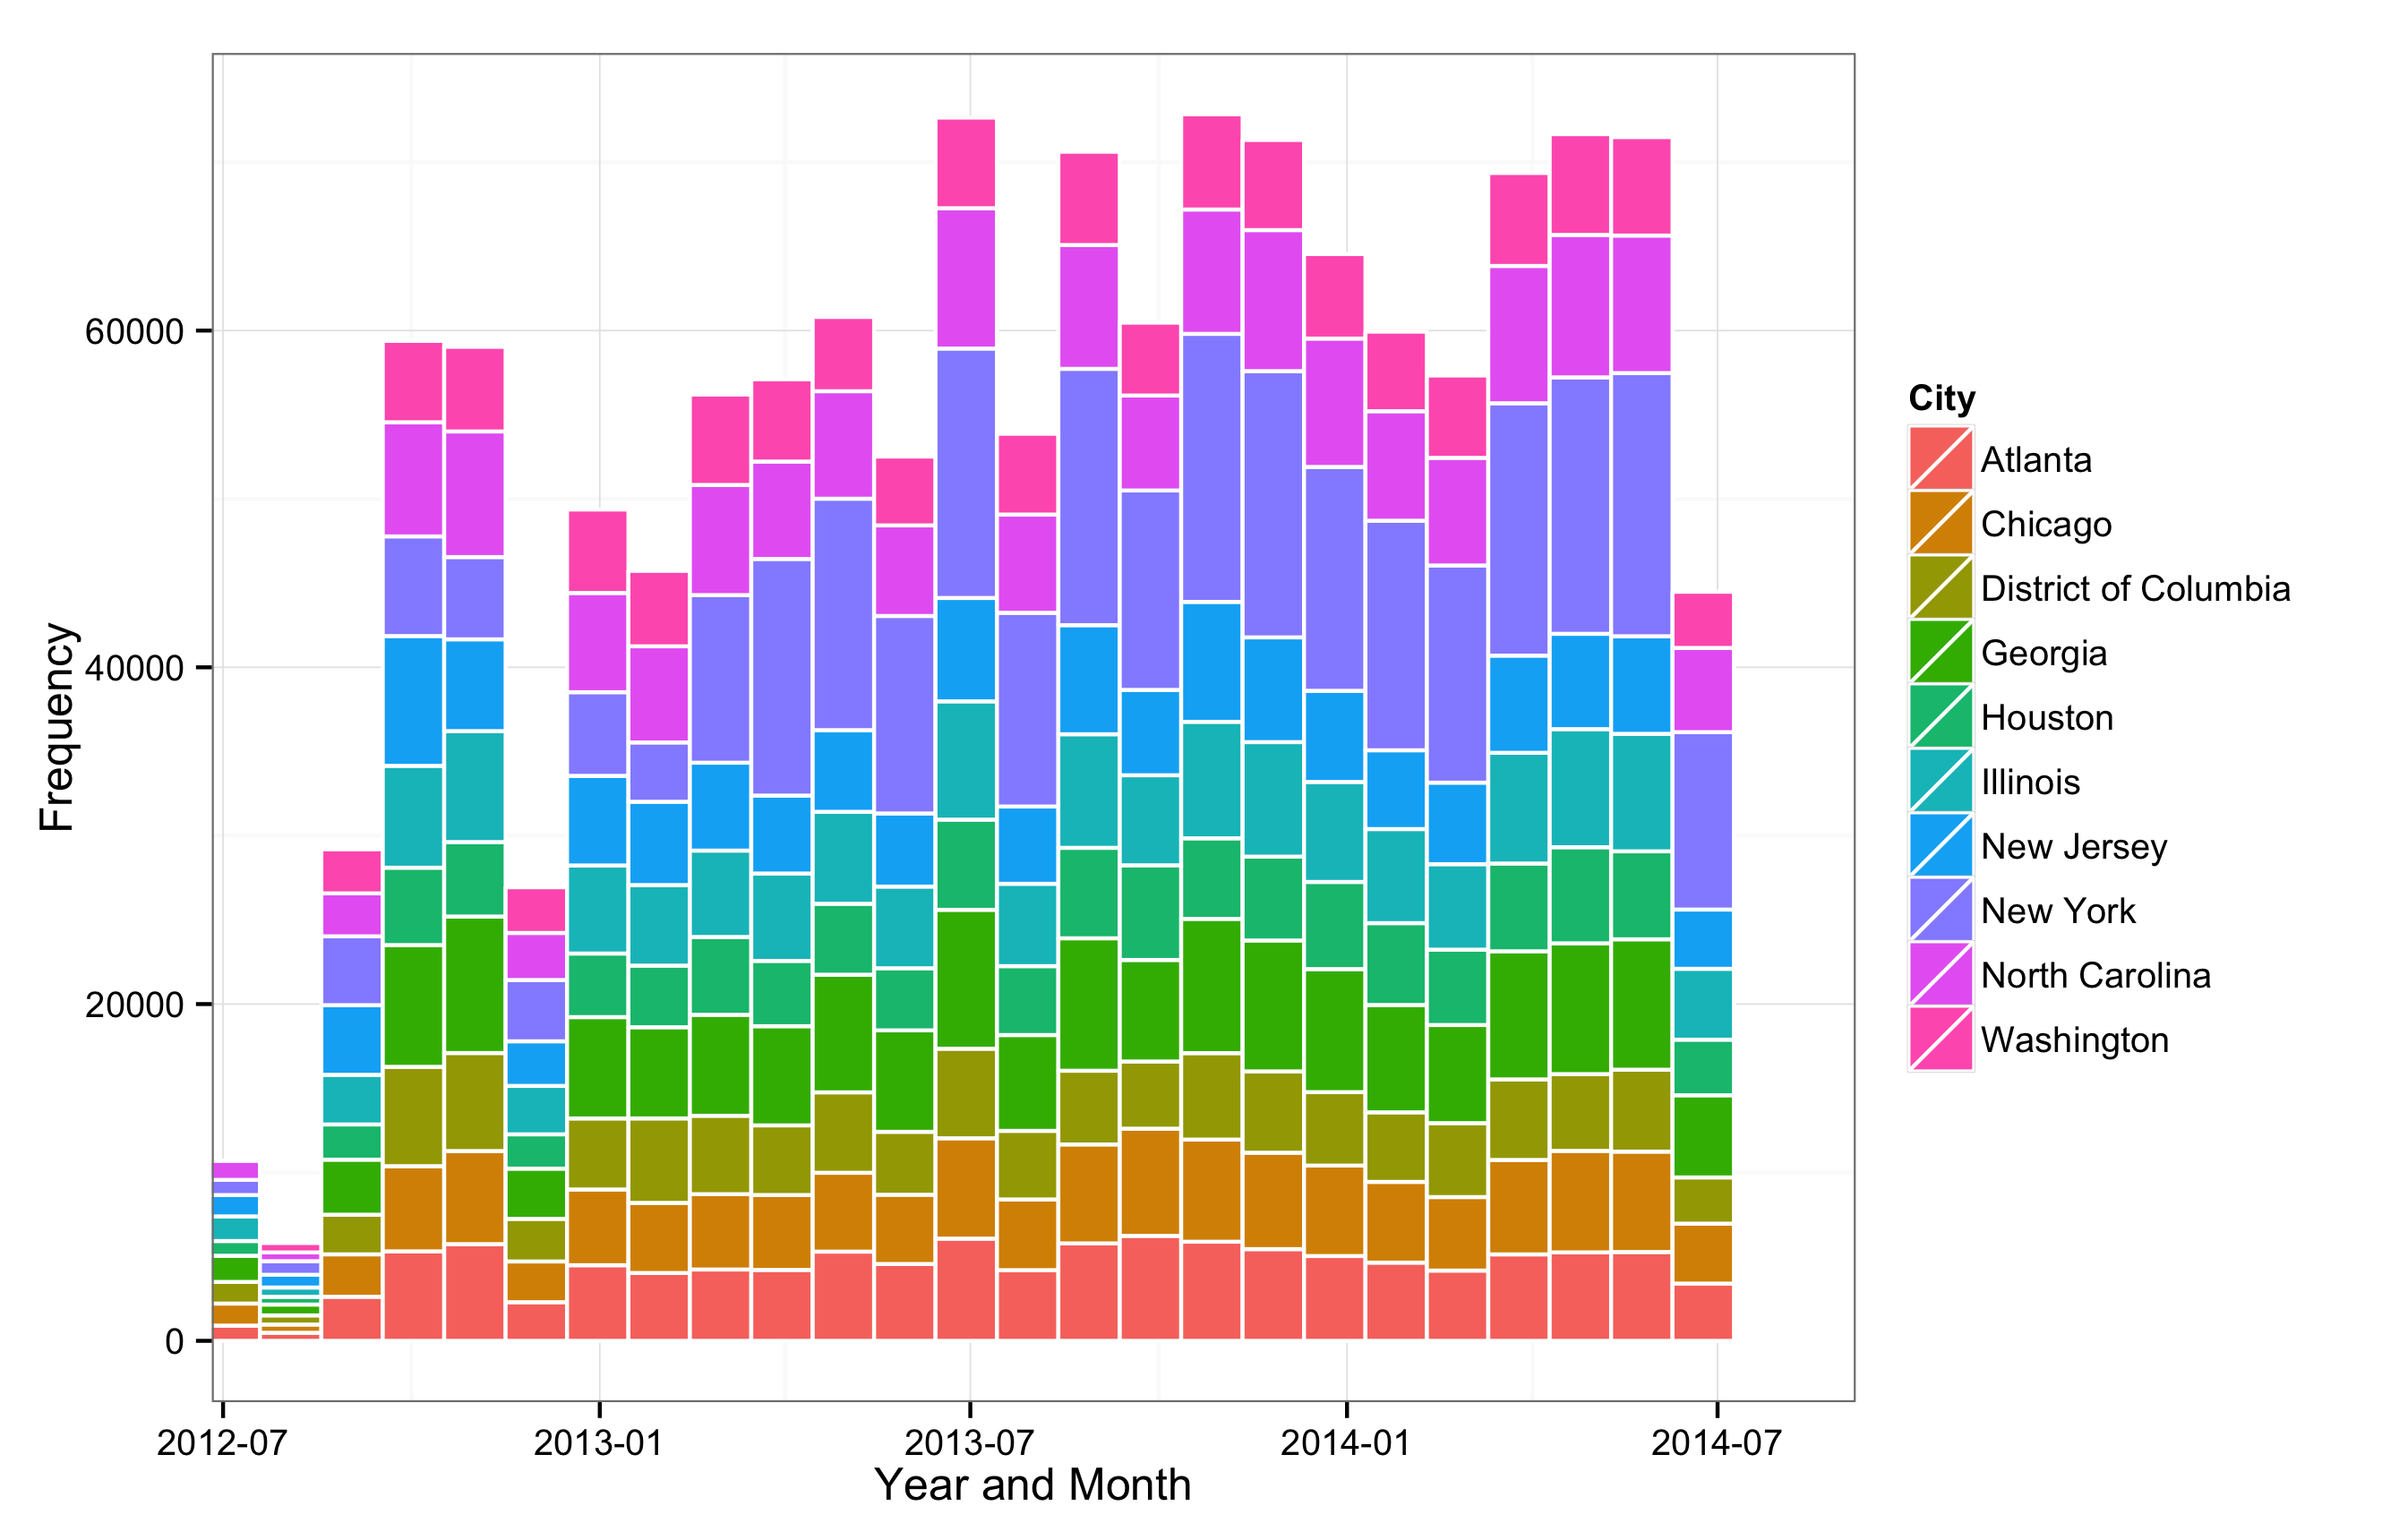 60000
40000
20000
0
Frequency
2012-07
2013-01
2013-07
2014-01
2014-07
Year and Month
City
Atlanta
Chicago
District of Columbia
Georgia
Houston
Illinois
New Jersey
New York
North Carolina
Washington